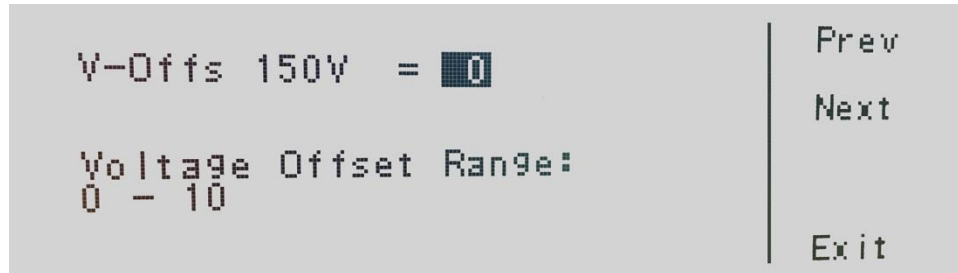 V-Offs 150V = 0
Voltage Offset Range:
0 - 10
Prev
Next
Exit